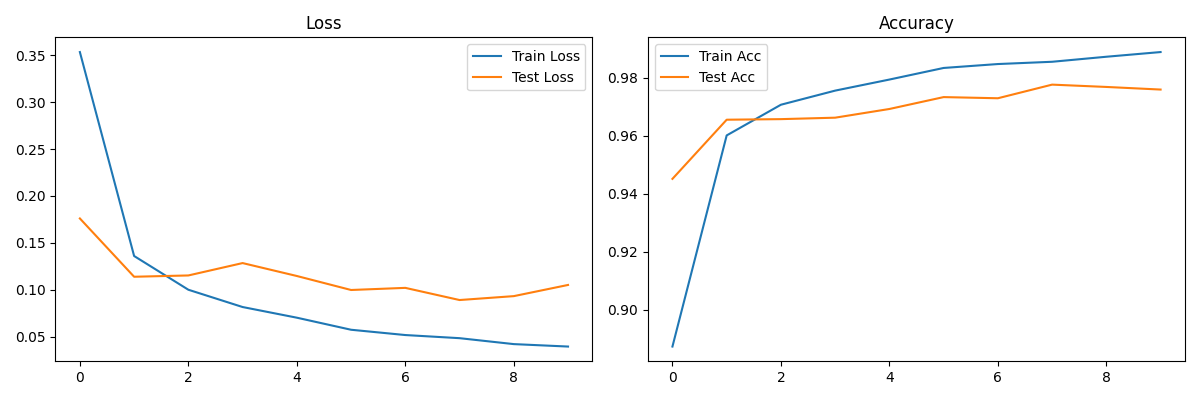 Loss
0.35
0.30
0.25
0.20
0.15
0.10
0.05
0 2 4 6 8
Train Loss
Test Loss
Accuracy
0.98
0.96
0.94
0.92
0.90
0 2 4 6 8
Train Acc
Test Acc